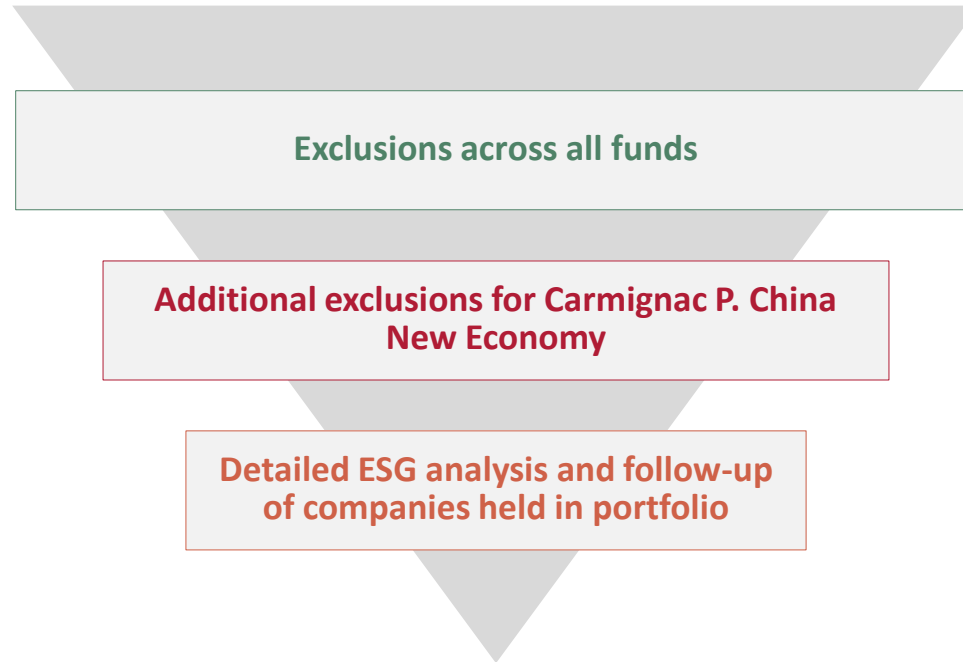 Exclusions across all funds
Additional exclusions for Carmignac P. China
New Economy
Detailed ESG analysis and follow-up
of companies held in portfolio